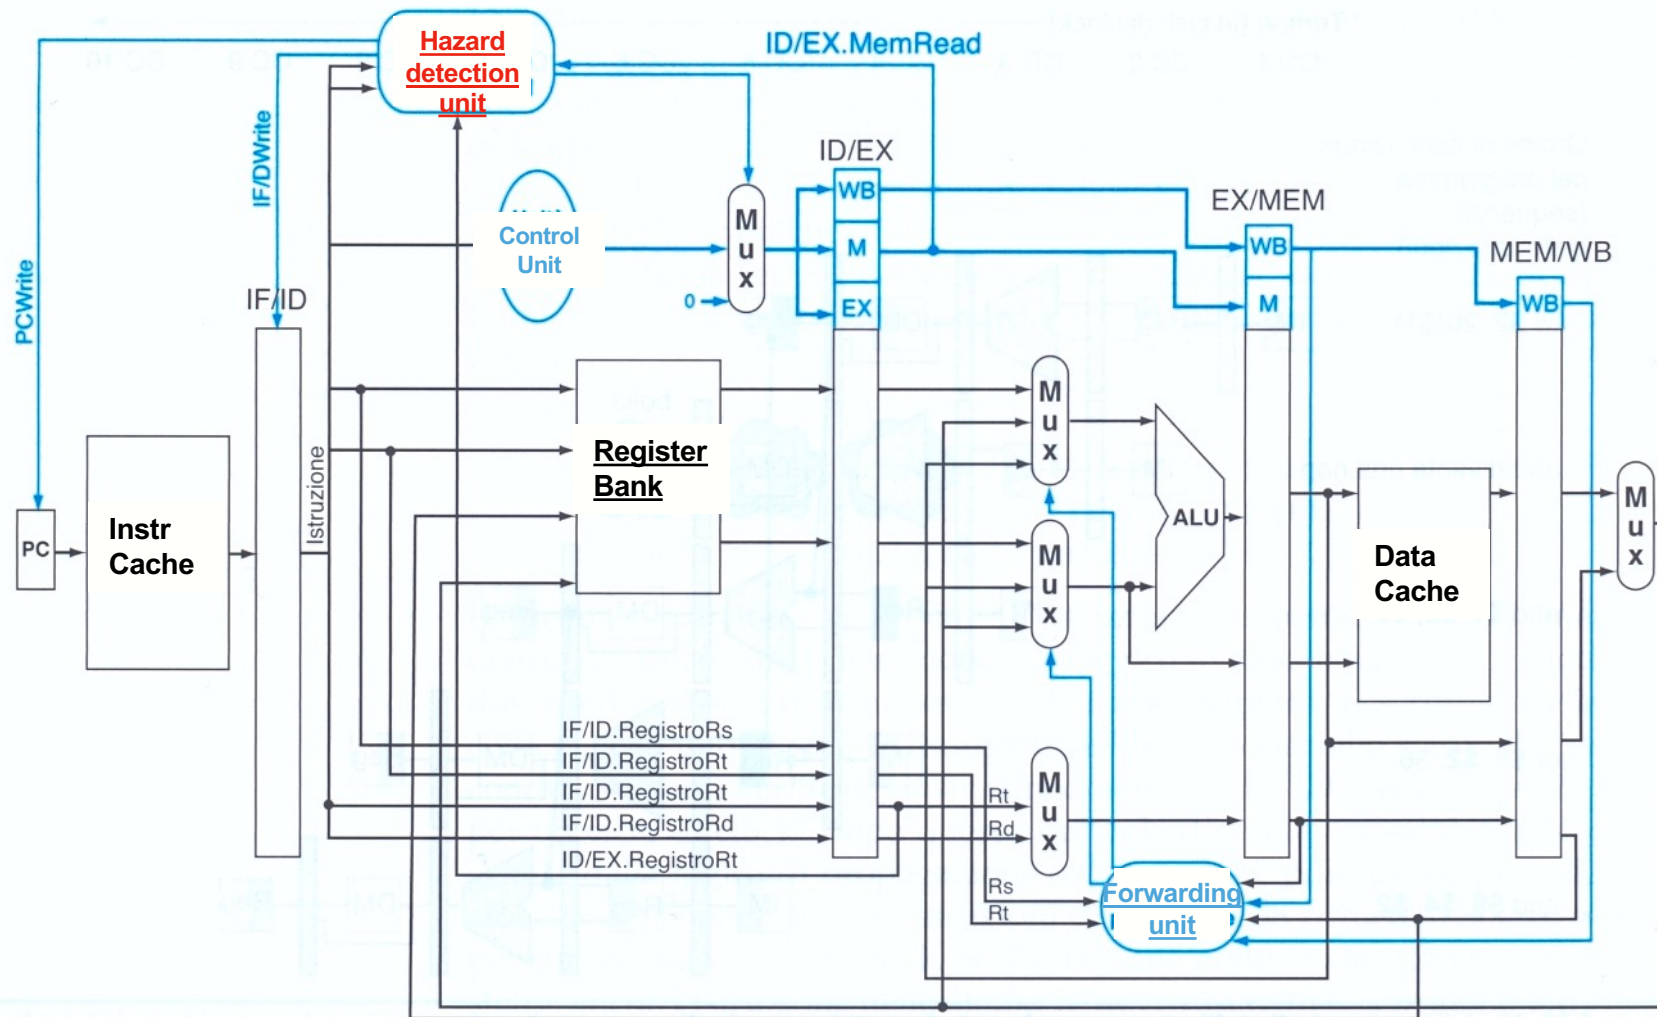 Hazard
detection
unit
ID/EX.MemRead
IF/DWrite
PCWrite
ID/EX
WB
M
EX
Control
Unit
M
u
x
0
EX/MEM
WB
M
MEM/WB
WB
IF/ID
Istruzione
PC
Instr
Cache
Register
Bank
M
u
x
M
u
x
ALU
Data
Cache
M
u
x
IF/ID.RegistroRs
IF/ID.RegistroRt
IF/ID.RegistroRt
IF/ID.RegistroRd
ID/EX.RegistroRt
Rt
Rd
M
u
x
Rs
Rt
Forwarding
unit